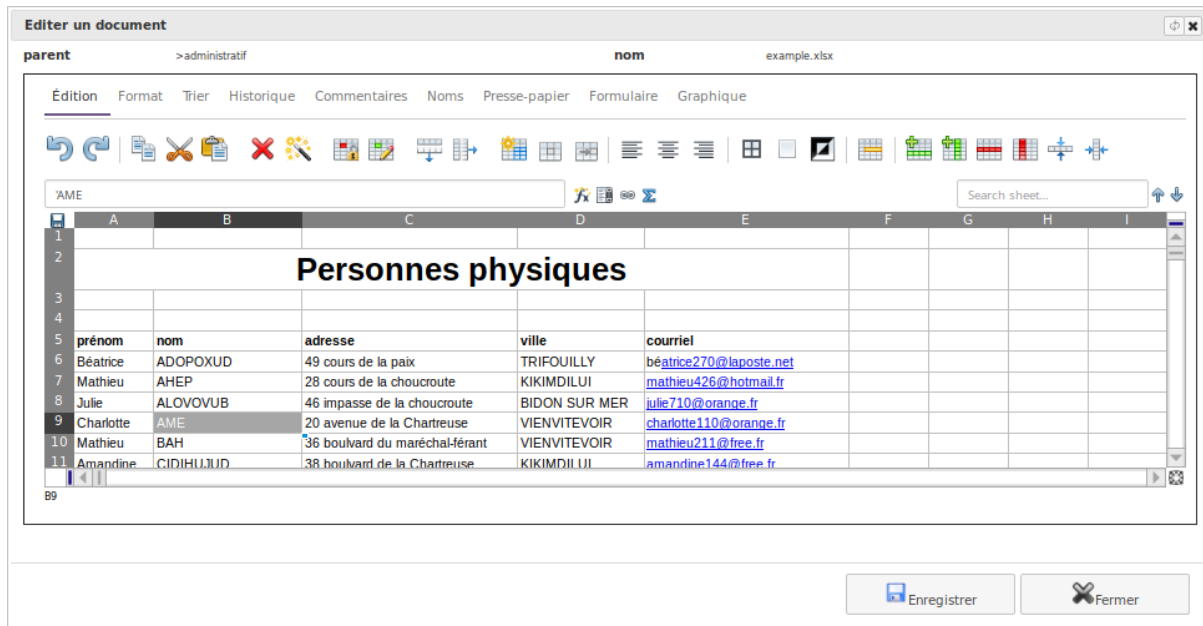 Editer un document
parent >administratif nom example.xlsx
Édition Format Trier Historique Commentaires Noms Presse-papier Formulaire Graphique
'AME Search sheet...
A B C D E F G H I
1
2 Personnes physiques
3
4
5 prénom nom adresse ville courriel
6 Béatrice ADOPOXUD 49 cours de la paix TRIFOUILLY béatrice270@laposte.net
7 Mathieu AHEP 28 cours de la choucroute KIKIMDILUI mathieu426@hotmail.fr
8 Julie ALOVOVUB 46 impasse de la choucroute BIDON SUR MER julie710@orange.fr
9 Charlotte AME 20 avenue de la Chartreuse VIENVITEVOIR charlotte110@orange.fr
10 Mathieu BAH 36 boulvard du maréchal-férant VIENVITEVOIR mathieu211@free.fr
11 Amandine CIDIHUJUD 38 boulvard de la Chartreuse KIKIMDILUI amandine144@free.fr
B9
Enregistrer Fermer